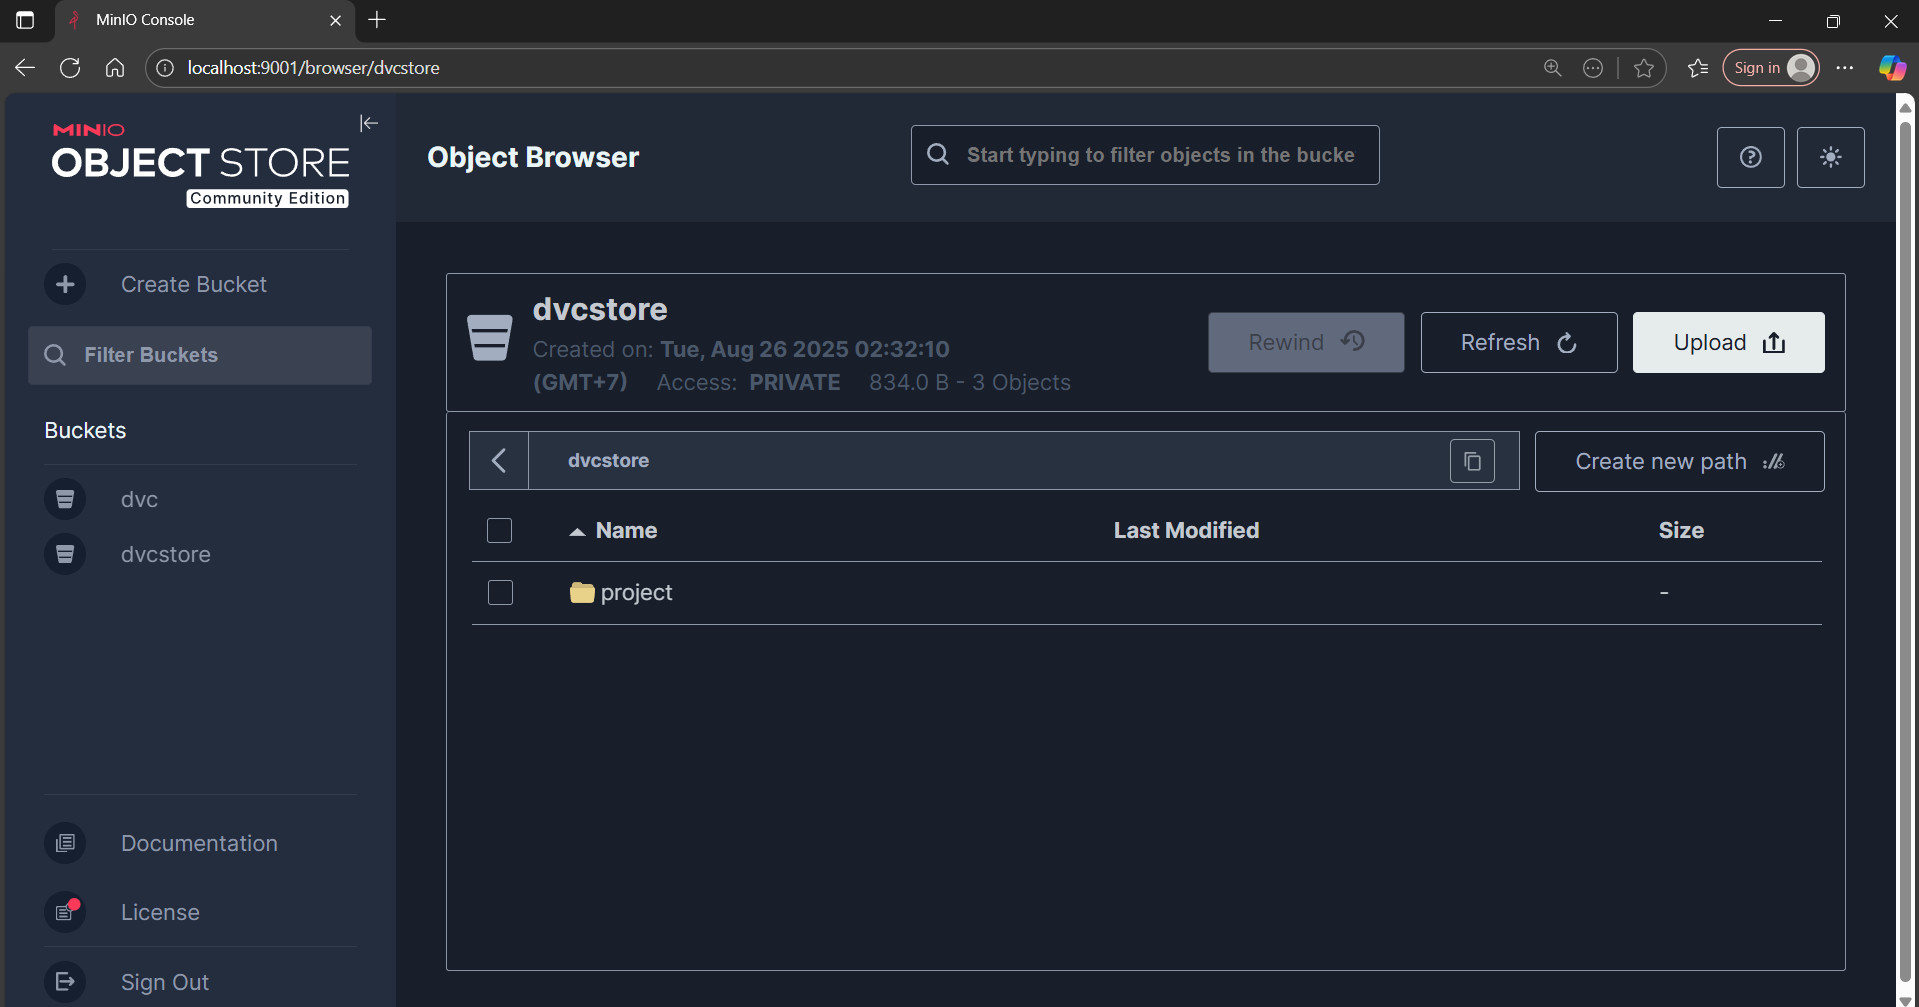 MinIO Console
localhost:9001/browser/dvcstore
Sign in
MINIO
OBJECT STORE
Community Edition
Object Browser
Start typing to filter objects in the bucke
Create Bucket
Filter Buckets
Buckets
dvc
dvcstore
Documentation
License
Sign Out
dvcstore
Created on: Tue, Aug 26 2025 02:32:10
(GMT+7) Access: PRIVATE 834.0 B - 3 Objects
Rewind
Refresh
Upload
dvcstore
Create new path
Name Last Modified Size
project -